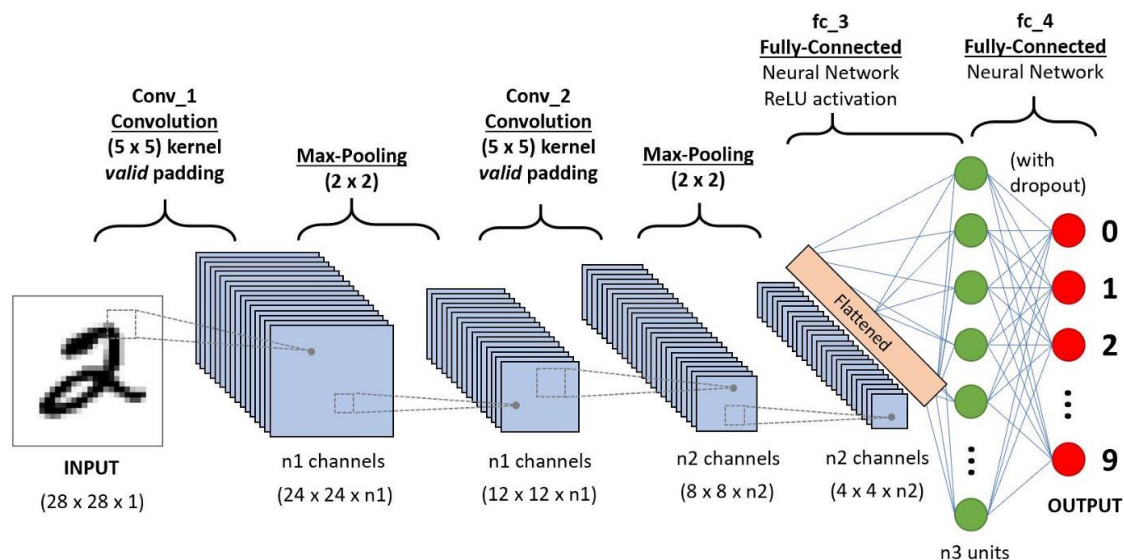 Conv_1
Convolution
(5 x 5) kernel
valid padding
Max-Pooling
(2 x 2)
Conv_2
Convolution
(5 x 5) kernel
valid padding
Max-Pooling
(2 x 2)
fc_3
Fully-Connected
Neural Network
ReLU activation
fc_4
Fully-Connected
Neural Network
(with
dropout)
2
INPUT
(28 x 28 x 1)
n1 channels
(24 x 24 x n1)
n1 channels
(12 x 12 x n1)
n2 channels
(8 x 8 x n2)
n2 channels
(4 x 4 x n2)
Flattened
...
n3 units
0
1
2
...
9
OUTPUT